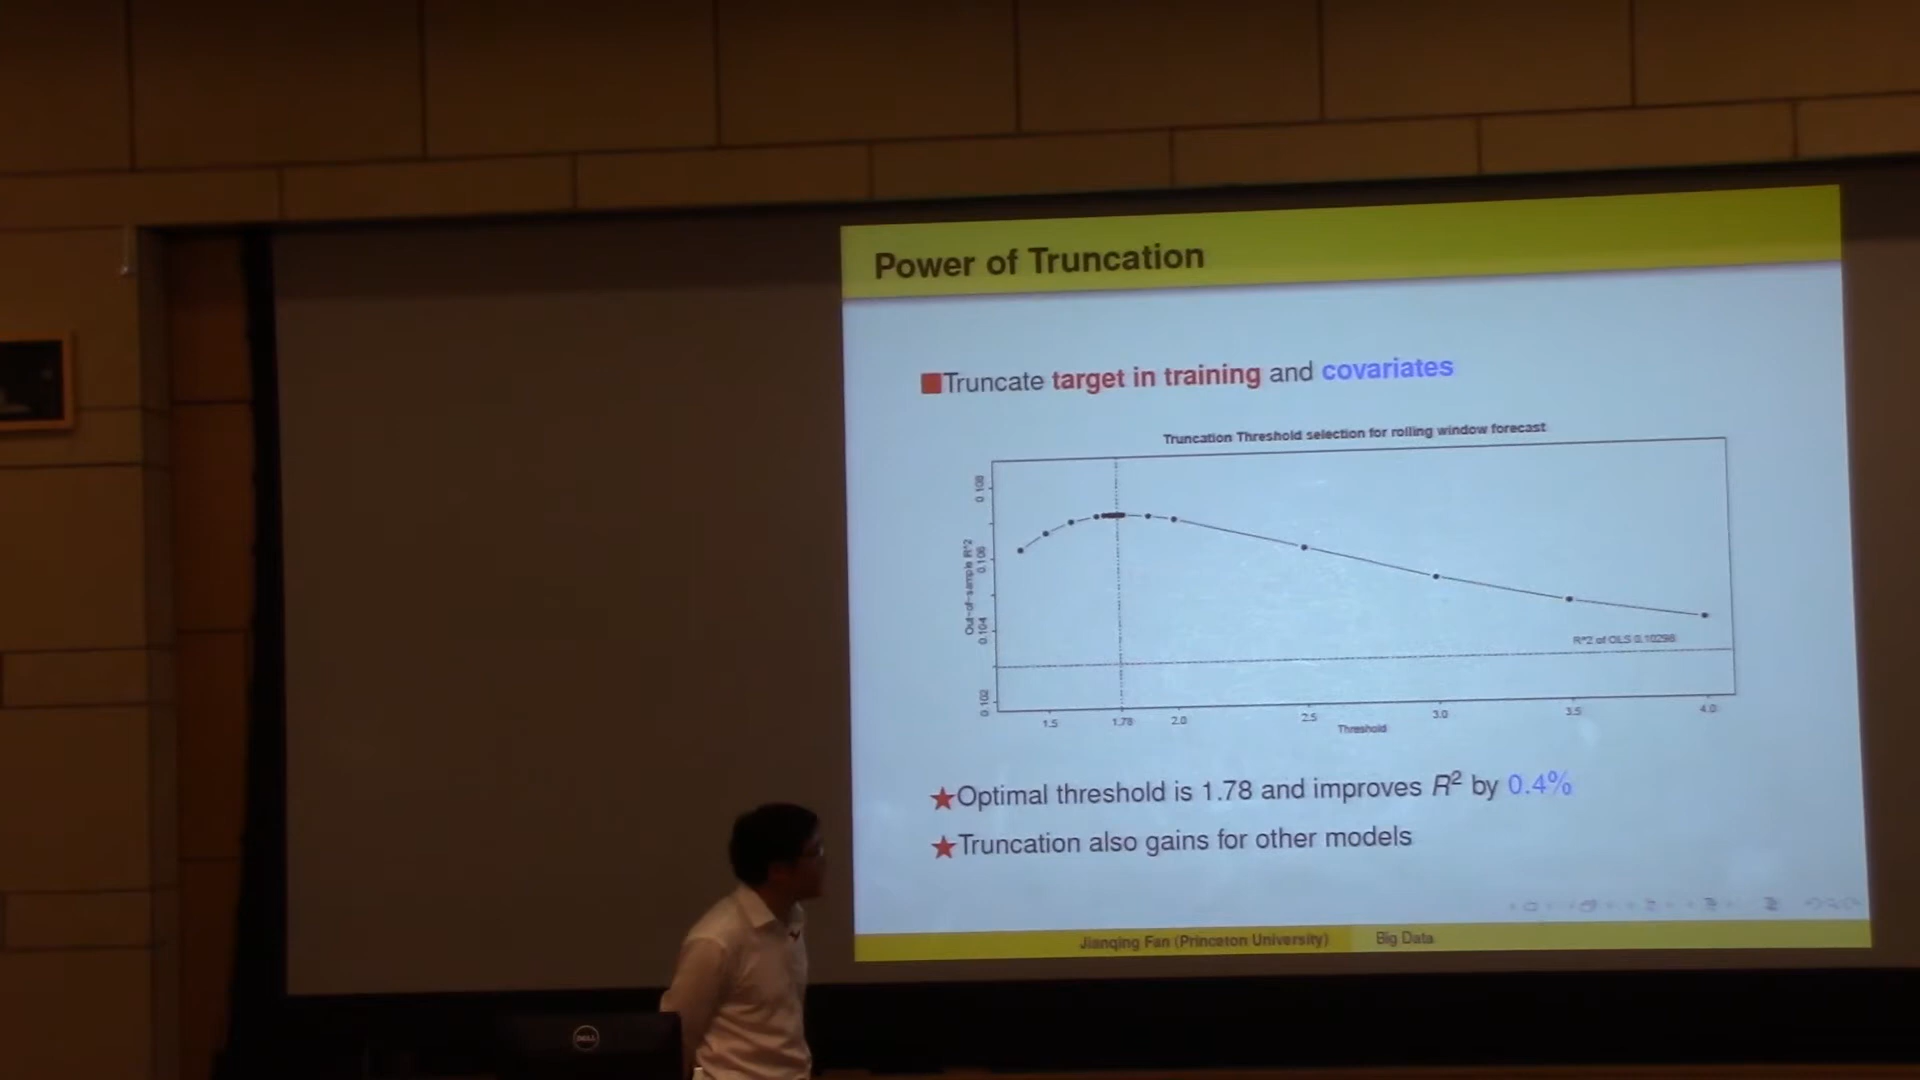 Power of Truncation
Truncate target in training and covariates
Truncation Threshold selection for rolling window forecast
Out-of-sample R^2
0.108
0.106
0.104
0.102
R^2 of OLS 0.10298
1.5 1.78 2.0 2.5 3.0 3.5 4.0
Threshold
★Optimal threshold is 1.78 and improves R² by 0.4%
★Truncation also gains for other models
Jianqing Fan (Princeton University) Big Data
DELL